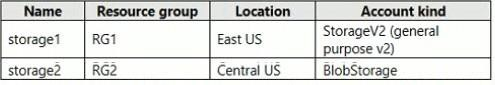 Name Resource group Location Account kind
storage1 RG1 East US StorageV2 (general
purpose v2)
storage2 RG2 Central US BlobStorage